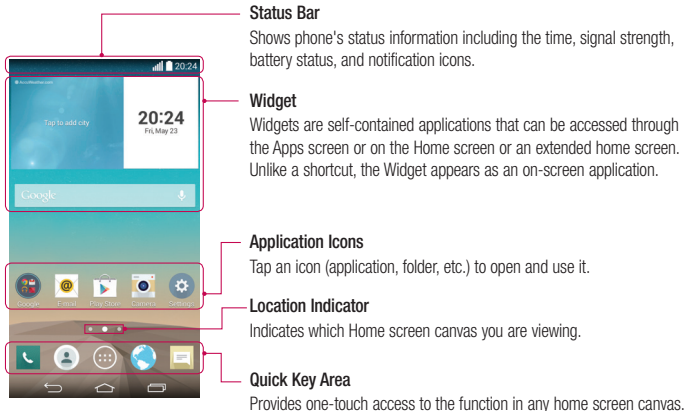 Status Bar
Shows phone's status information including the time, signal strength,
battery status, and notification icons.
20:24
AccuWeather.com
Tap to add city
20:24
Fri, May 23
Google
Widget
Widgets are self-contained applications that can be accessed through
the Apps screen or on the Home screen or an extended home screen.
Unlike a shortcut, the Widget appears as an on-screen application.
Application Icons
Tap an icon (application, folder, etc.) to open and use it.
Google Email Play Store Camera Settings
Location Indicator
Indicates which Home screen canvas you are viewing.
Quick Key Area
Provides one-touch access to the function in any home screen canvas.